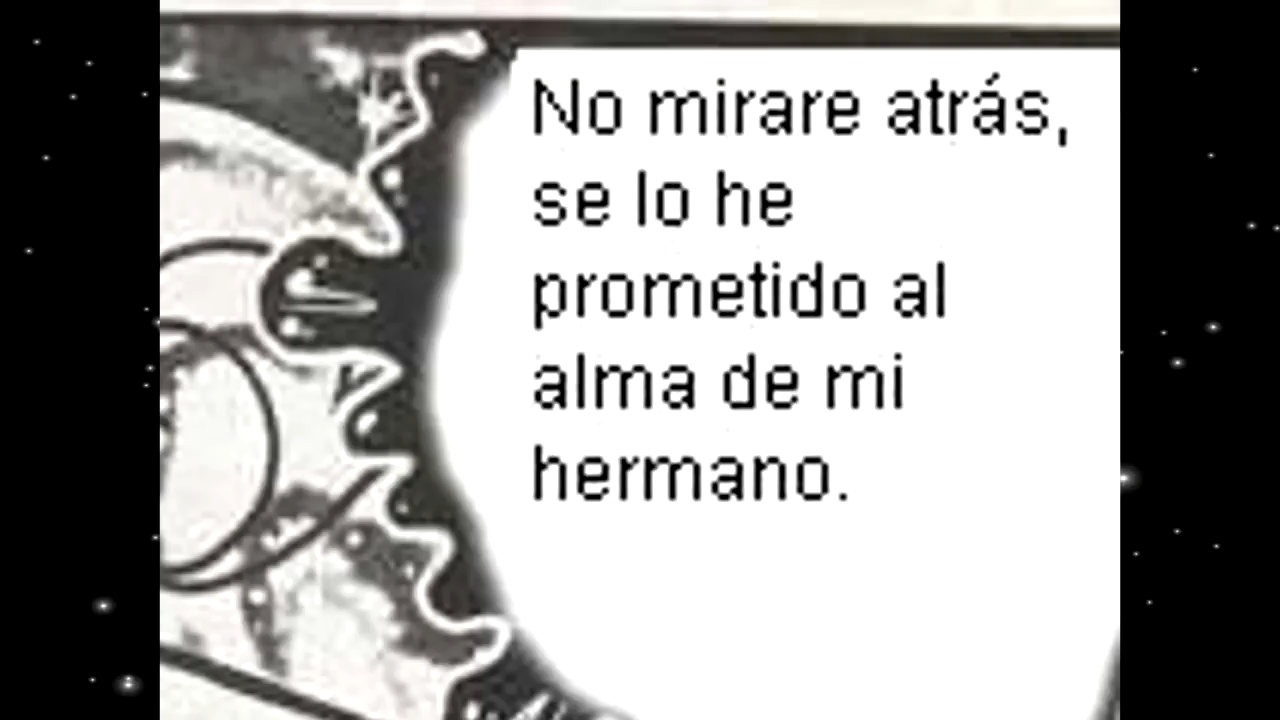 No mirare atrás,
se lo he
prometido al
alma de mi
hermano.